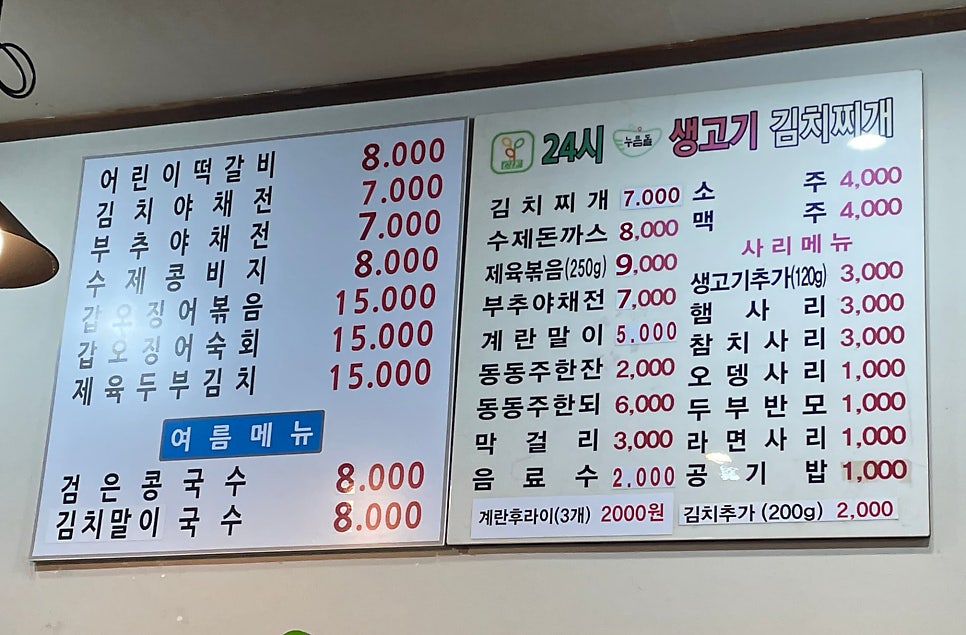 어린이떡갈비 8.000
김치야채전 7.000
부추야채전 7.000
수제콩비지 8.000
갑오징어볶음 15.000
갑오징어숙회 15.000
제육두부김치 15.000
여름메뉴
검은콩국수 8.000
김치말이국수 8.000
24시 누름돌 생고기 김치찌개
김치찌개 7.000
수제돈까스 8,000
제육볶음(250g) 9,000
부추야채전 7,000
계란말이 5.000
동동주한잔 2,000
동동주한되 6,000
막걸리 3,000
음료수 2.000
계란후라이(3개) 2000원
소주 4,000
맥주 4,000
사리메뉴
생고기추가(120g) 3,000
햄사리 3,000
참치사리 3,000
오뎅사리 1,000
두부반모 1,000
라면사리 1,000
공기밥 1,000
김치추가 (200g) 2,000